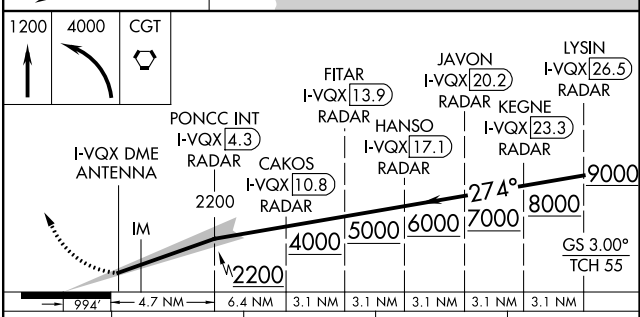 1200 4000 CGT
LYSIN
I-VQX 26.5
RADAR
JAVON
I-VQX 20.2
RADAR
FITAR
I-VQX 13.9
RADAR
KEGNE
I-VQX 23.3
RADAR
PONCC INT
I-VQX 4.3
RADAR
HANSO
I-VQX 17.1
RADAR
I-VQX DME
ANTENNA
CAKOS
I-VQX 10.8
RADAR
2200
IM
274°
9000
8000
7000
6000
5000
4000
2200
GS 3.00°
TCH 55
994' 4.7 NM 6.4 NM 3.1 NM 3.1 NM 3.1 NM 3.1 NM 3.1 NM